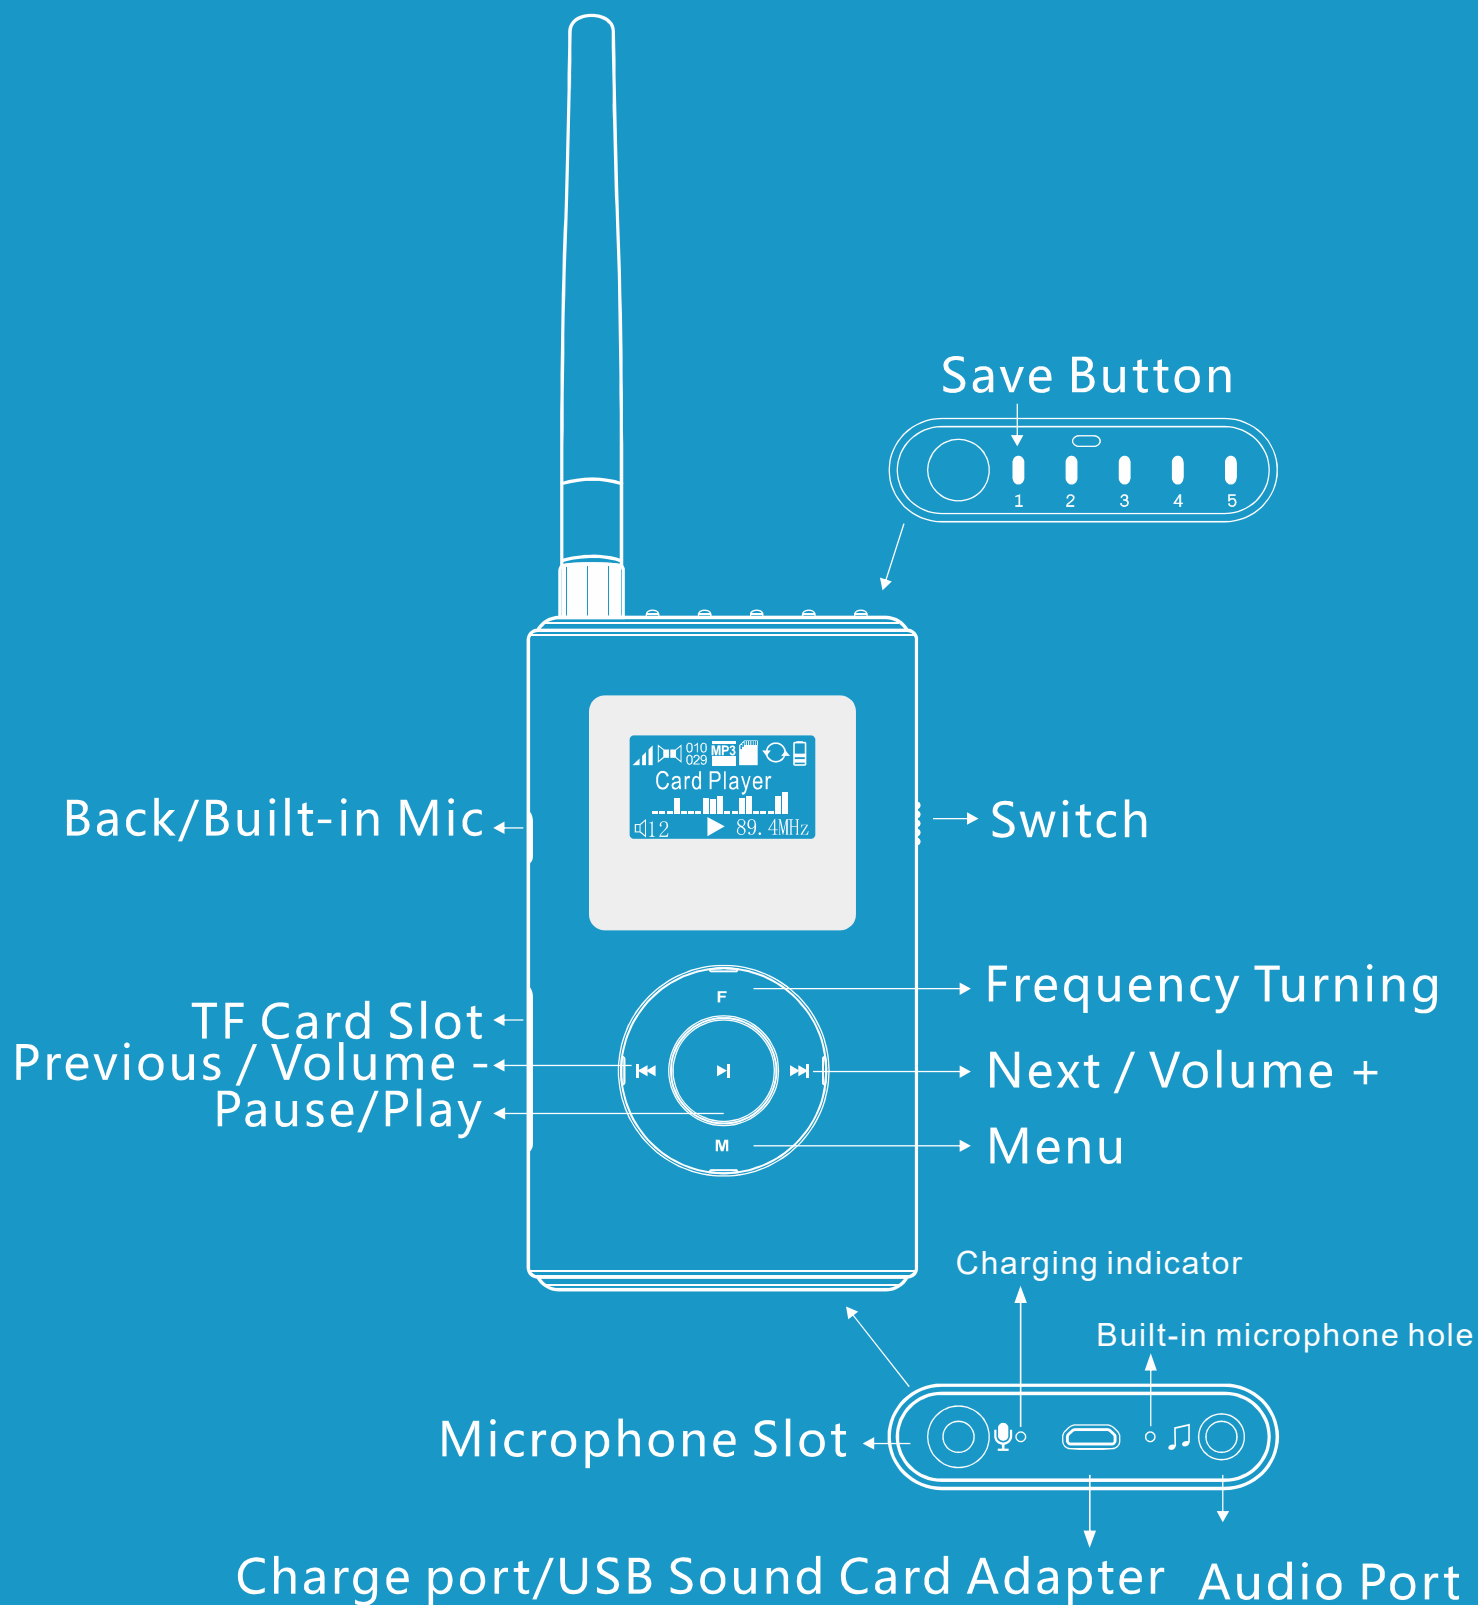 Save Button
1 2 3 4 5
010
029
MP3
Card Player
12 89.4MHz
Back/Built-in Mic
Switch
F
Frequency Turning
TF Card Slot
Previous / Volume -
Next / Volume +
Pause/Play
M
Menu
Charging indicator
Built-in microphone hole
Microphone Slot
Charge port/USB Sound Card Adapter
Audio Port